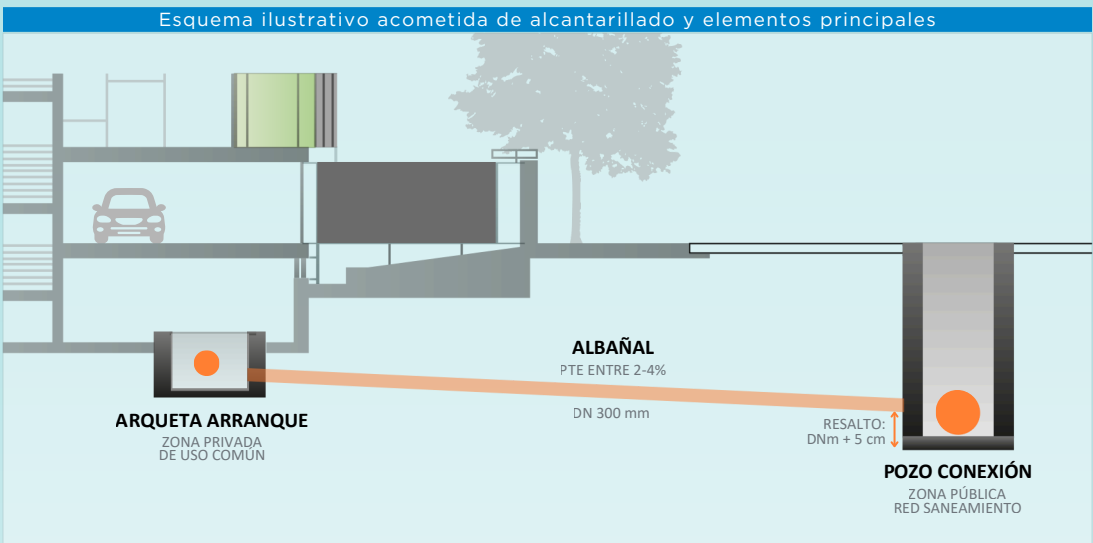 Esquema ilustrativo acometida de alcantarillado y elementos principales
ALBAÑAL
PTE ENTRE 2-4%
DN 300 mm
ARQUETA ARRANQUE
ZONA PRIVADA
DE USO COMÚN
RESALTO:
DNm + 5 cm
POZO CONEXIÓN
ZONA PÚBLICA
RED SANEAMIENTO